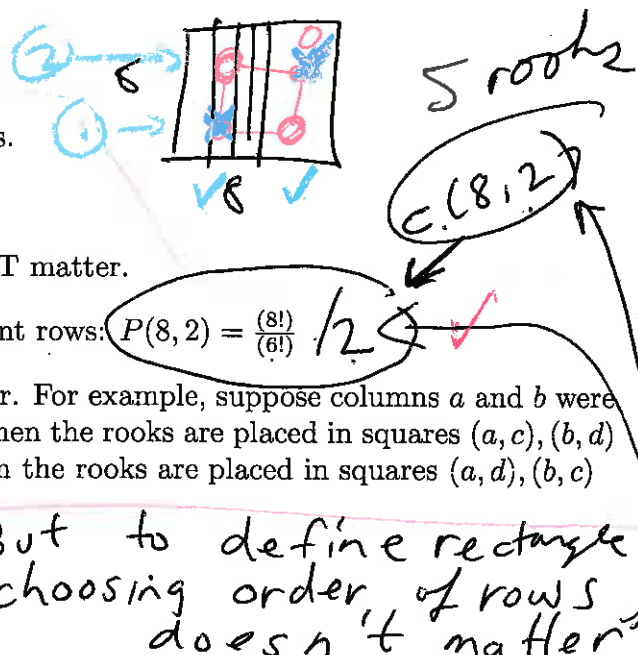 ② 8
5 rooks
s.
①
8
C(8,2)
T matter.
nt rows: P(8, 2) = (8!)/(6!) /2
r. For example, suppose columns a and b were
hen the rooks are placed in squares (a, c), (b, d)
n the rooks are placed in squares (a, d), (b, c)
But to define rectangle
choosing order of rows
doesn't matter